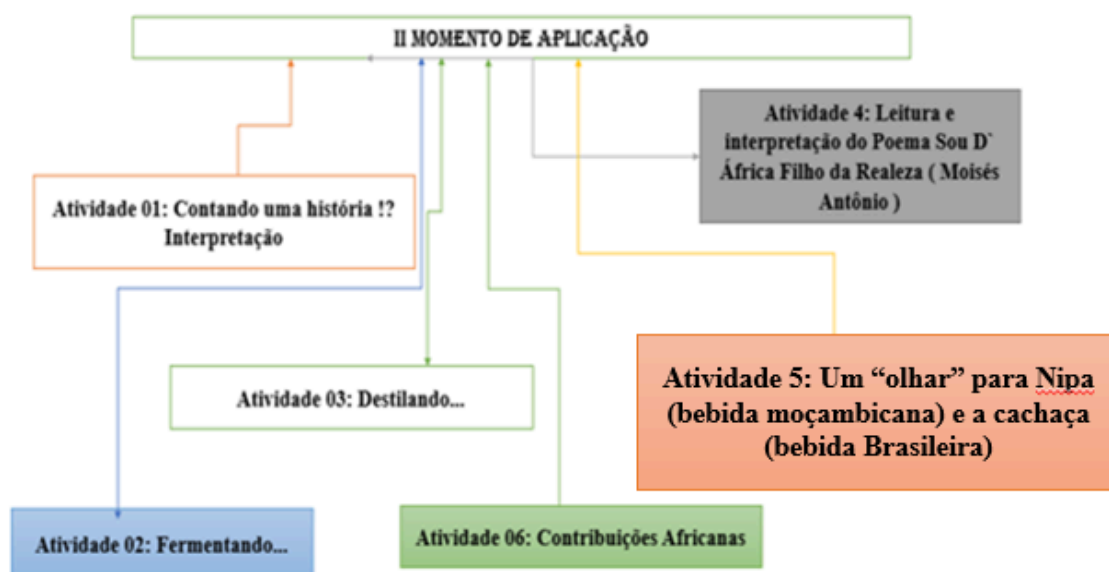 II MOMENTO DE APLICAÇÃO
Atividade 4: Leitura e
interpretação do Poema Sou D`
África Filho da Realeza ( Moisés
Antônio )
Atividade 01: Contando uma história !?
Interpretação
Atividade 03: Destilando...
Atividade 5: Um “olhar” para Nipa
(bebida moçambicana) e a cachaça
(bebida Brasileira)
Atividade 02: Fermentando...
Atividade 06: Contribuições Africanas